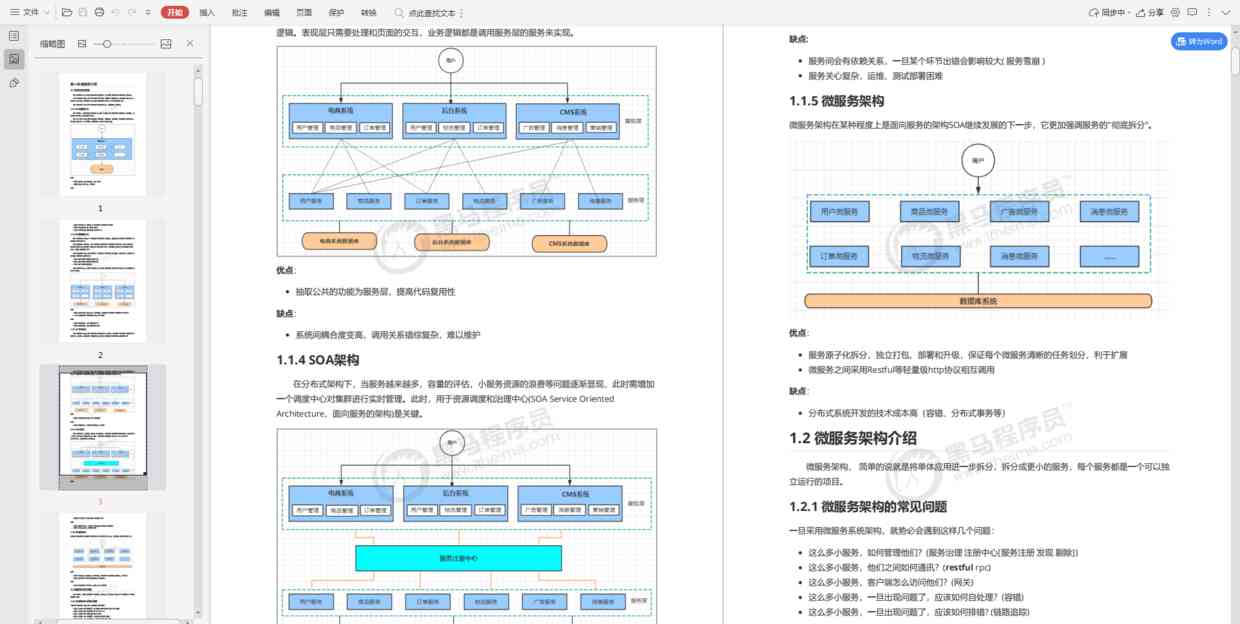 文件
开始
插入
批注
编辑
页面
保护
转换
点此查找文本
同步中
分享
缩略图
1
2
3
转为Word
逻辑。表现层只需要处理和页面的交互，业务逻辑都是调用服务层的服务来实现。
用户
电商系统
后台系统
CMS系统
用户管理
商品管理
订单管理
用户管理
订单管理
广告管理
消息管理
营销管理
表现层
用户服务
物流服务
订单服务
物流服务
广告服务
消息服务
服务层
电商系统数据库
后台系统数据库
CMS系统数据库
优点:
抽取公共的功能为服务层，提高代码复用性
缺点:
系统间耦合度变高，调用关系错综复杂，难以维护
1.1.4 SOA架构
在分布式架构下，当服务越来越多，容量的评估，小服务资源的浪费等问题逐渐显现，此时需增加
一个调度中心对集群进行实时管理。此时，用于资源调度和治理中心(SOA Service Oriented
Architecture，面向服务的架构)是关键。
用户
电商系统
后台系统
CMS系统
用户管理
商品管理
订单管理
用户管理
订单管理
广告管理
消息管理
营销管理
表现层
服务注册中心
用户服务
商品服务
订单服务
物流服务
广告服务
消息服务
服务层
缺点:
服务间会有依赖关系，一旦某个环节出错会影响较大( 服务雪崩 )
服务关心复杂，运维、测试部署困难
1.1.5 微服务架构
微服务架构在某种程度上是面向服务的架构SOA继续发展的下一步，它更加强调服务的“彻底拆分”。
用户
用户微服务
商品微服务
广告微服务
消息微服务
订单微服务
物流微服务
消息微服务
......
数据库系统
优点:
服务原子化拆分，独立打包、部署和升级，保证每个微服务清晰的任务划分，利于扩展
微服务之间采用Restful等轻量级http协议相互调用
缺点:
分布式系统开发的技术成本高（容错、分布式事务等）
1.2 微服务架构介绍
微服务架构， 简单的说就是将单体应用进一步拆分，拆分成更小的服务，每个服务都是一个可以独
立运行的项目。
1.2.1 微服务架构的常见问题
一旦采用微服务系统架构，就势必会遇到这样几个问题：
这么多小服务，如何管理他们？(服务治理 注册中心[服务注册 发现 剔除])
这么多小服务，他们之间如何通讯？(restful rpc)
这么多小服务，客户端怎么访问他们？(网关)
这么多小服务，一旦出现问题了，应该如何自处理？(容错)
这么多小服务，一旦出现问题了，应该如何排错? (链路追踪)
黑马程序员
www.itheima.com
黑马程序员
www.itheima.com
黑马程序员
www.itheima.com
黑马程序员
www.itheima.com